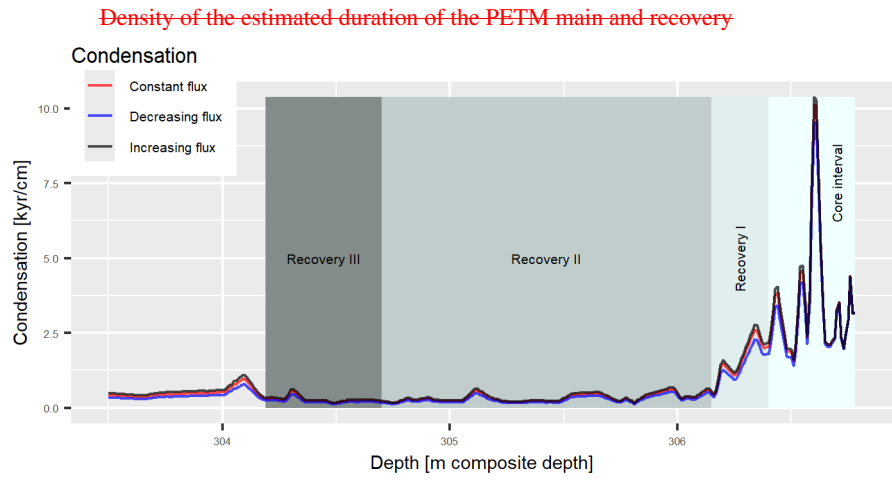 Density of the estimated duration of the PETM main and recovery
Condensation
Constant flux
Decreasing flux
Increasing flux
10.0
7.5
5.0
2.5
0.0
Condensation [kyr/cm]
Recovery III
Recovery II
Recovery I
Core interval
304
305
306
Depth [m composite depth]